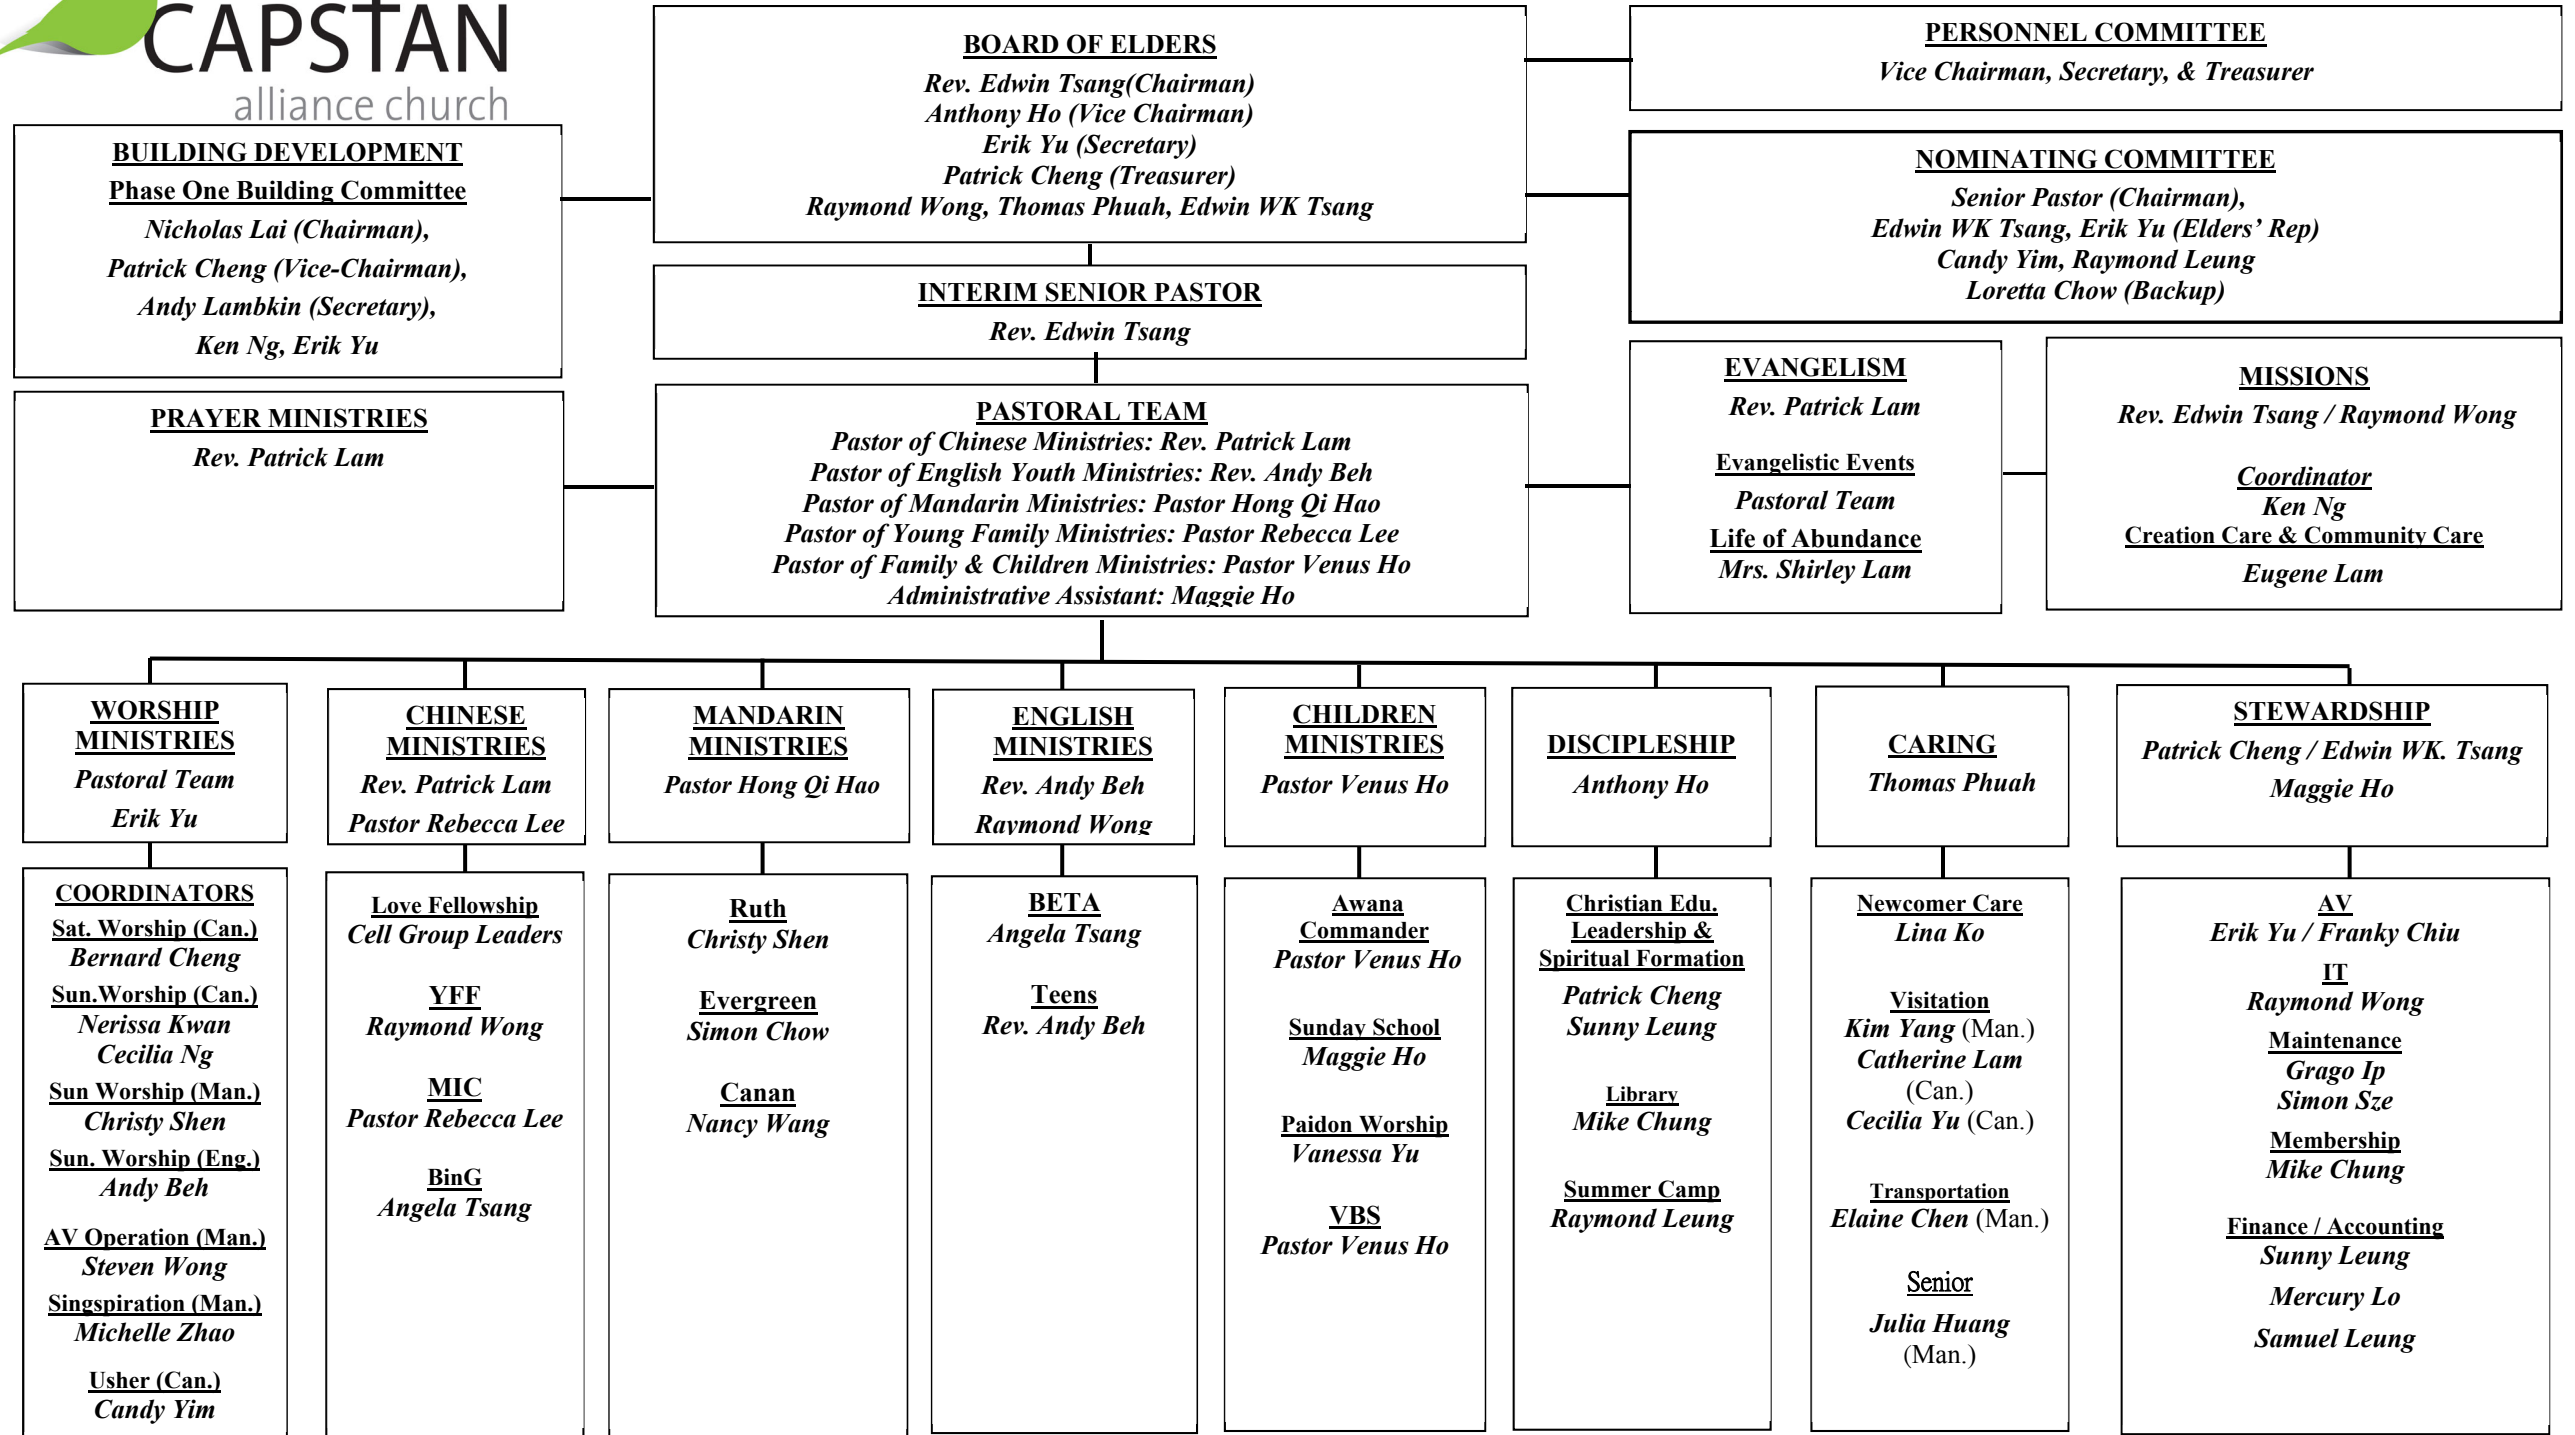 CAPSTAN
alliance church
BOARD OF ELDERS
Rev. Edwin Tsang(Chairman)
Anthony Ho (Vice Chairman)
Erik Yu (Secretary)
Patrick Cheng (Treasurer)
Raymond Wong, Thomas Phuah, Edwin WK Tsang
PERSONNEL COMMITTEE
Vice Chairman, Secretary, & Treasurer
BUILDING DEVELOPMENT
Phase One Building Committee
Nicholas Lai (Chairman),
Patrick Cheng (Vice-Chairman),
Andy Lambkin (Secretary),
Ken Ng, Erik Yu
NOMINATING COMMITTEE
Senior Pastor (Chairman),
Edwin WK Tsang, Erik Yu (Elders’ Rep)
Candy Yim, Raymond Leung
Loretta Chow (Backup)
INTERIM SENIOR PASTOR
Rev. Edwin Tsang
PRAYER MINISTRIES
Rev. Patrick Lam
PASTORAL TEAM
Pastor of Chinese Ministries: Rev. Patrick Lam
Pastor of English Youth Ministries: Rev. Andy Beh
Pastor of Mandarin Ministries: Pastor Hong Qi Hao
Pastor of Young Family Ministries: Pastor Rebecca Lee
Pastor of Family & Children Ministries: Pastor Venus Ho
Administrative Assistant: Maggie Ho
EVANGELISM
Rev. Patrick Lam
Evangelistic Events
Pastoral Team
Life of Abundance
Mrs. Shirley Lam
MISSIONS
Rev. Edwin Tsang / Raymond Wong
Coordinator
Ken Ng
Creation Care & Community Care
Eugene Lam
WORSHIP
MINISTRIES
Pastoral Team
Erik Yu
CHINESE
MINISTRIES
Rev. Patrick Lam
Pastor Rebecca Lee
MANDARIN
MINISTRIES
Pastor Hong Qi Hao
ENGLISH
MINISTRIES
Rev. Andy Beh
Raymond Wong
CHILDREN
MINISTRIES
Pastor Venus Ho
DISCIPLESHIP
Anthony Ho
CARING
Thomas Phuah
STEWARDSHIP
Patrick Cheng / Edwin WK. Tsang
Maggie Ho
COORDINATORS
Sat. Worship (Can.)
Bernard Cheng
Sun.Worship (Can.)
Nerissa Kwan
Cecilia Ng
Sun Worship (Man.)
Christy Shen
Sun. Worship (Eng.)
Andy Beh
AV Operation (Man.)
Steven Wong
Singspiration (Man.)
Michelle Zhao
Usher (Can.)
Candy Yim
Love Fellowship
Cell Group Leaders
YFF
Raymond Wong
MIC
Pastor Rebecca Lee
BinG
Angela Tsang
Ruth
Christy Shen
Evergreen
Simon Chow
Canan
Nancy Wang
BETA
Angela Tsang
Teens
Rev. Andy Beh
Awana
Commander
Pastor Venus Ho
Sunday School
Maggie Ho
Paidon Worship
Vanessa Yu
VBS
Pastor Venus Ho
Christian Edu.
Leadership &
Spiritual Formation
Patrick Cheng
Sunny Leung
Library
Mike Chung
Summer Camp
Raymond Leung
Newcomer Care
Lina Ko
Visitation
Kim Yang (Man.)
Catherine Lam
(Can.)
Cecilia Yu (Can.)
Transportation
Elaine Chen (Man.)
Senior
Julia Huang
(Man.)
AV
Erik Yu / Franky Chiu
IT
Raymond Wong
Maintenance
Grago Ip
Simon Sze
Membership
Mike Chung
Finance / Accounting
Sunny Leung
Mercury Lo
Samuel Leung